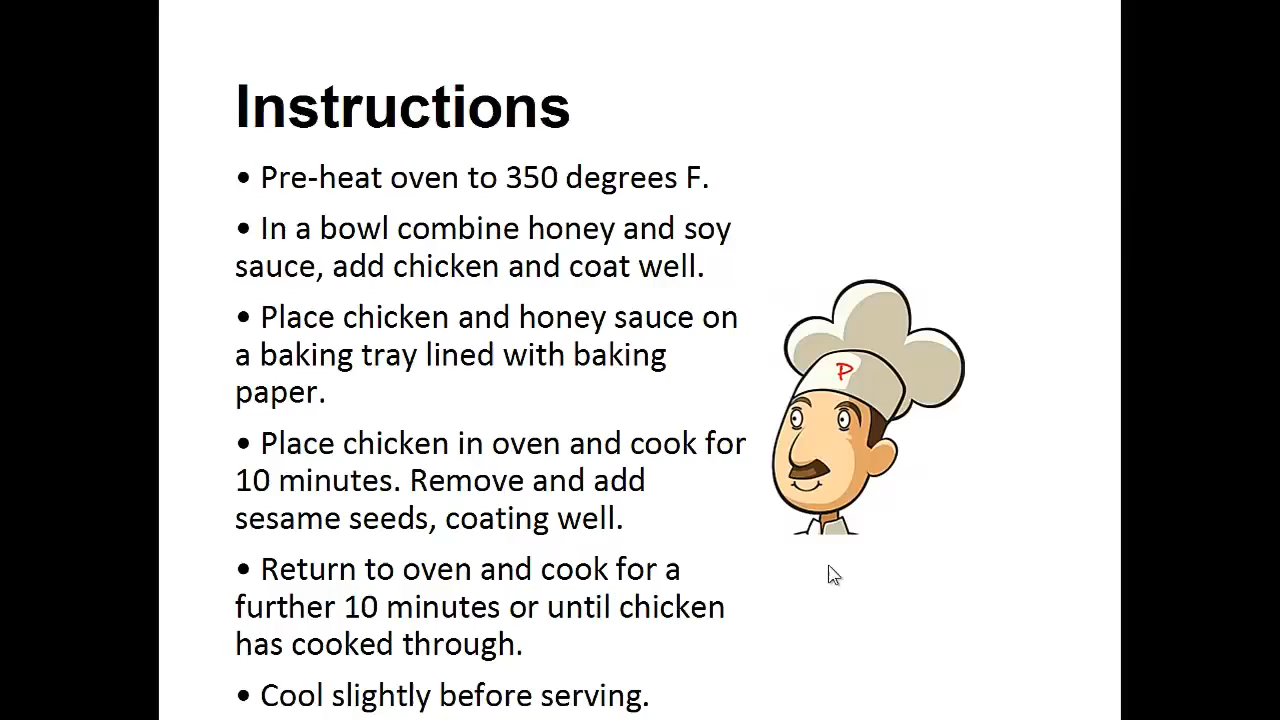 Instructions
• Pre-heat oven to 350 degrees F.
• In a bowl combine honey and soy
sauce, add chicken and coat well.
• Place chicken and honey sauce on
a baking tray lined with baking
paper.
• Place chicken in oven and cook for
10 minutes. Remove and add
sesame seeds, coating well.
• Return to oven and cook for a
further 10 minutes or until chicken
has cooked through.
• Cool slightly before serving.
P